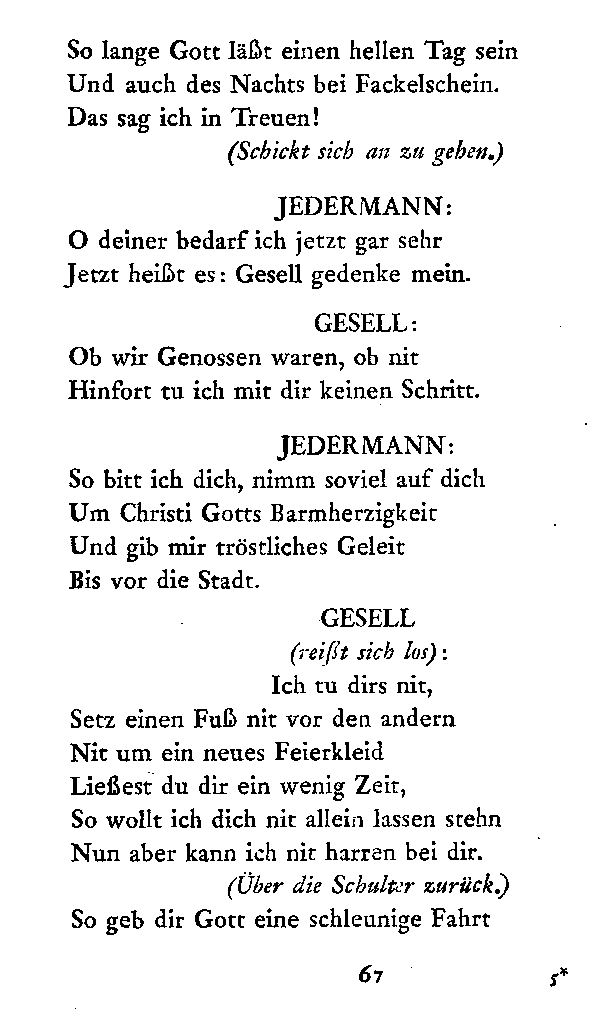 So lange Gott läßt einen hellen Tag sein
Und auch des Nachts bei Fackelschein.
Das sag ich in Treuen!
(Schickt sich an zu gehen.)
JEDERMANN:
O deiner bedarf ich jetzt gar sehr
Jetzt heißt es: Gesell gedenke mein.
GESELL:
Ob wir Genossen waren, ob nit
Hinfort tu ich mit dir keinen Schritt.
JEDERMANN:
So bitt ich dich, nimm soviel auf dich
Um Christi Gotts Barmherzigkeit
Und gib mir tröstliches Geleit
Bis vor die Stadt.
GESELL
(reißt sich los):
Ich tu dirs nit,
Setz einen Fuß nit vor den andern
Nit um ein neues Feierkleid
Ließest du dir ein wenig Zeit,
So wollt ich dich nit allein lassen stehn
Nun aber kann ich nit harren bei dir.
(Über die Schulter zurück.)
So geb dir Gott eine schleunige Fahrt
67 5*